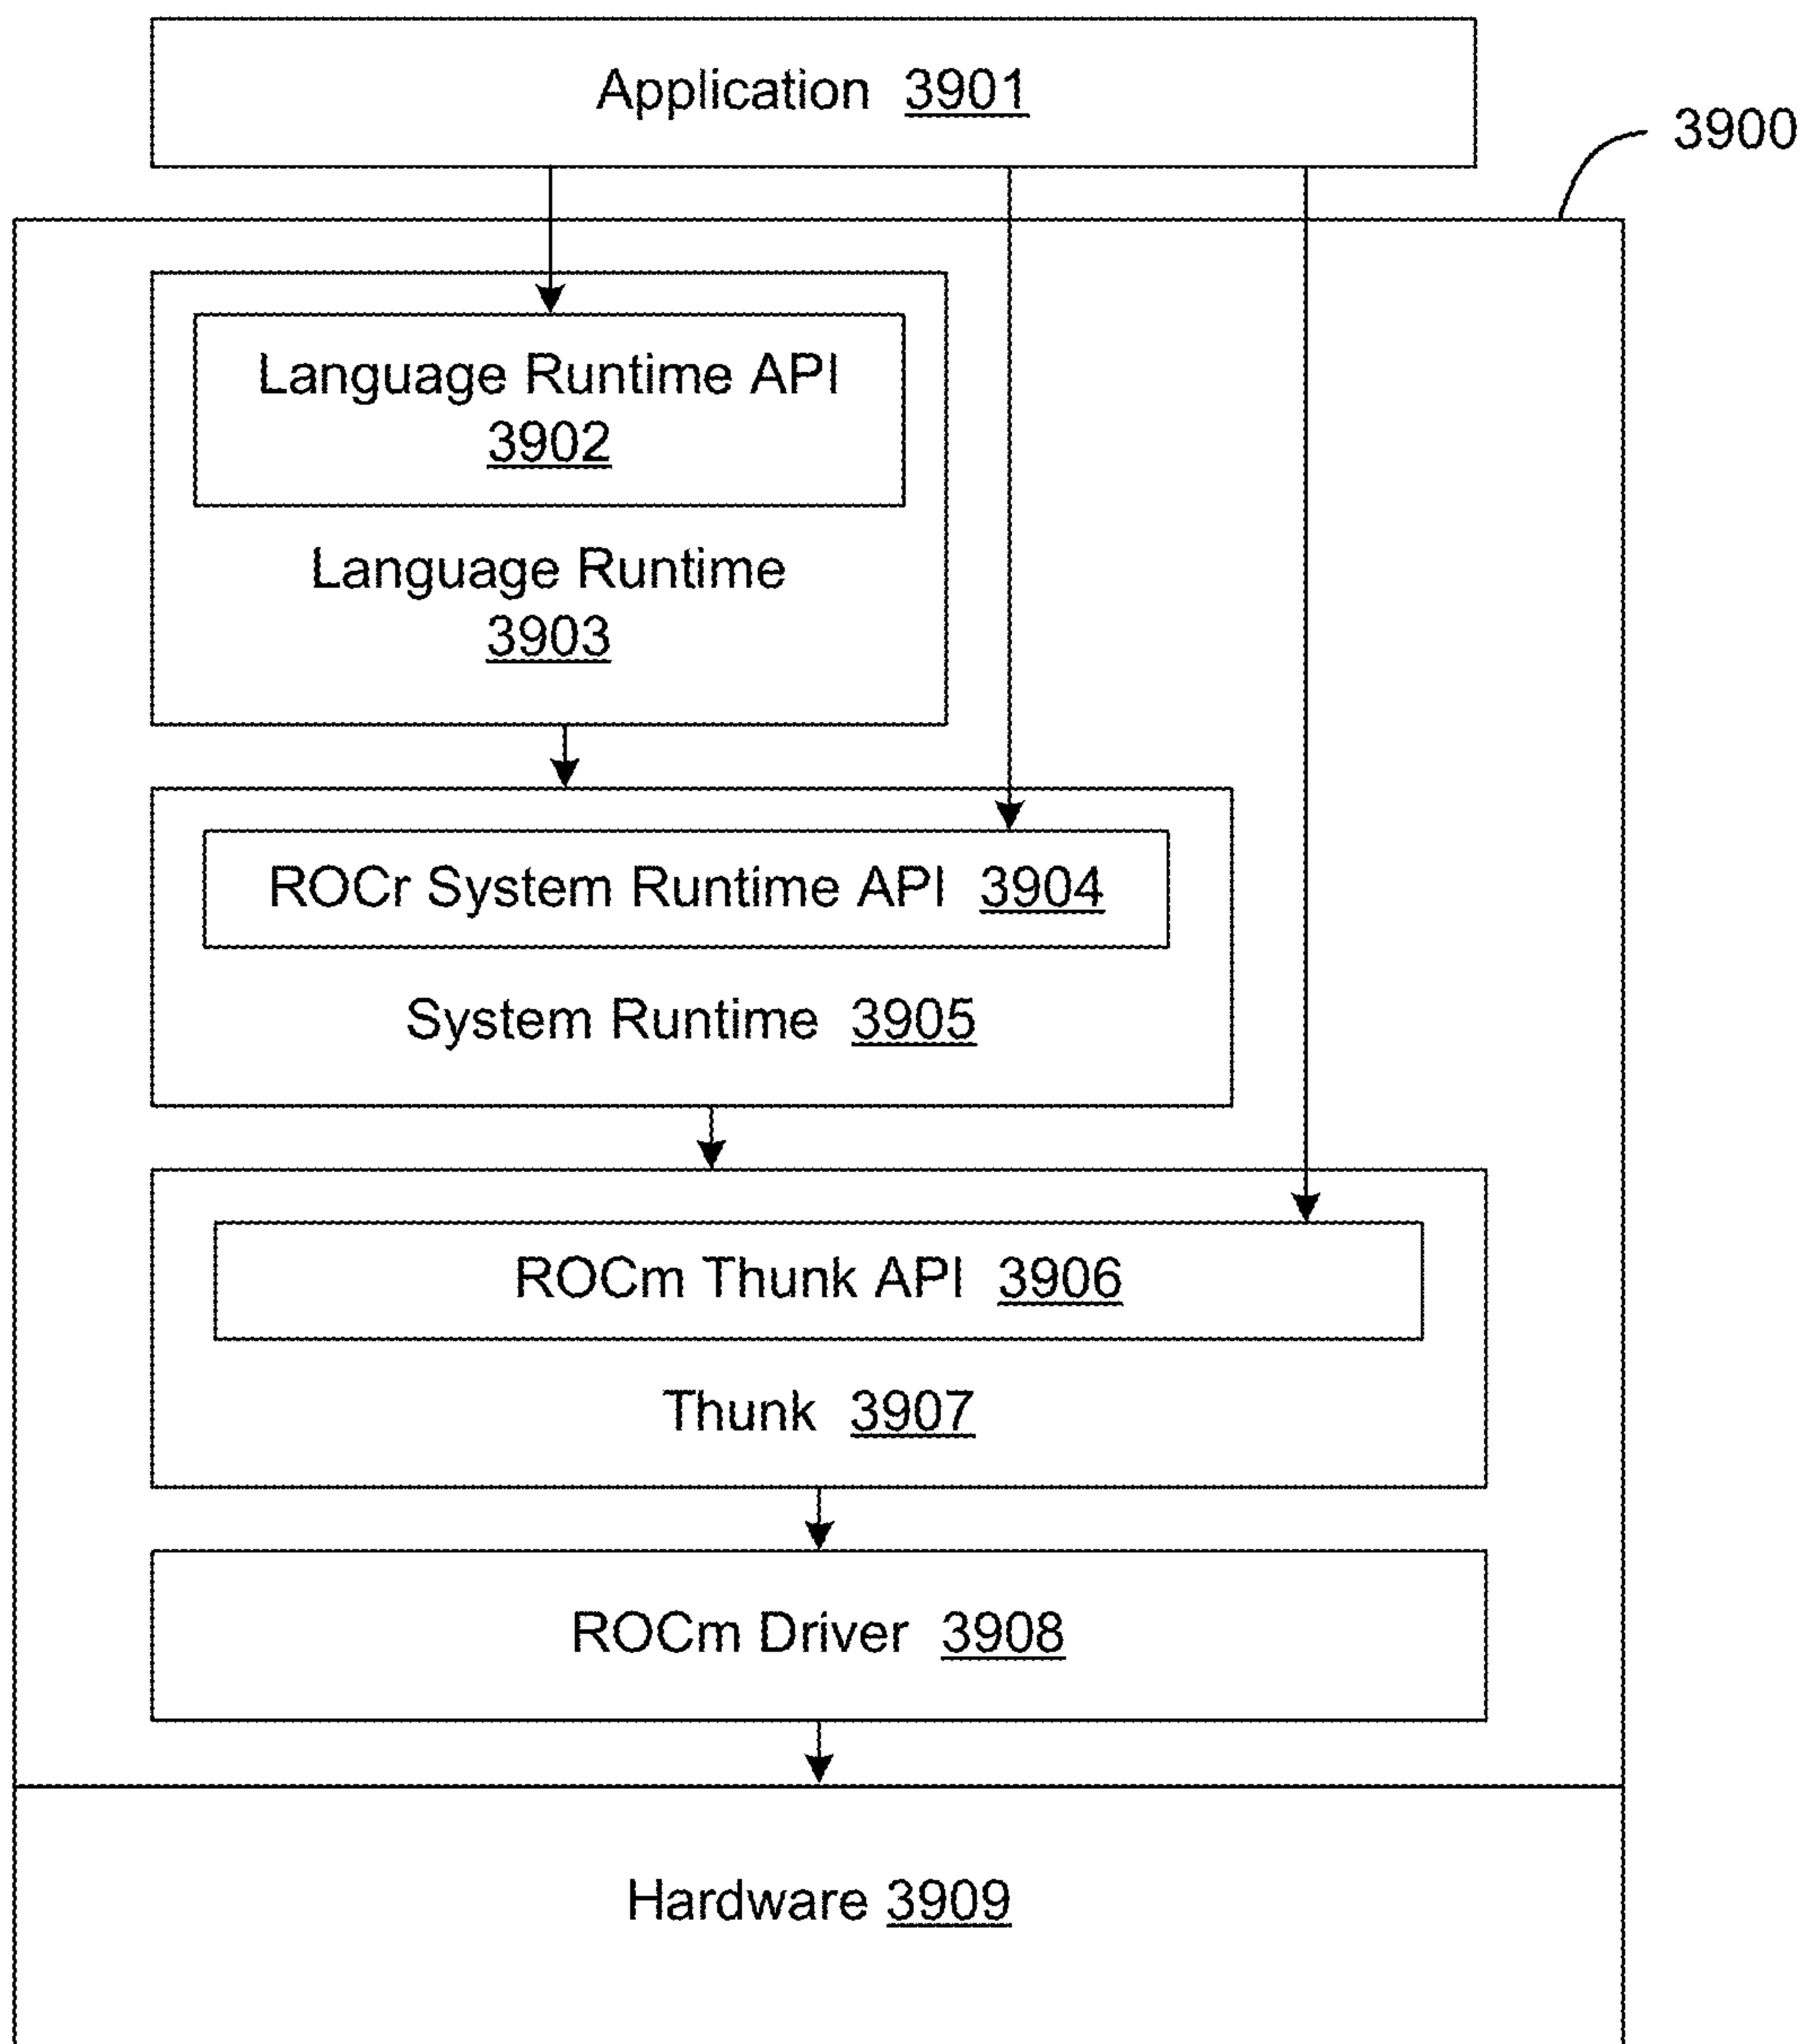 Application 3901
3900
Language Runtime API
3902
Language Runtime
3903
ROCr System Runtime API 3904
System Runtime 3905
ROCm Thunk API 3906
Thunk 3907
ROCm Driver 3908
Hardware 3909